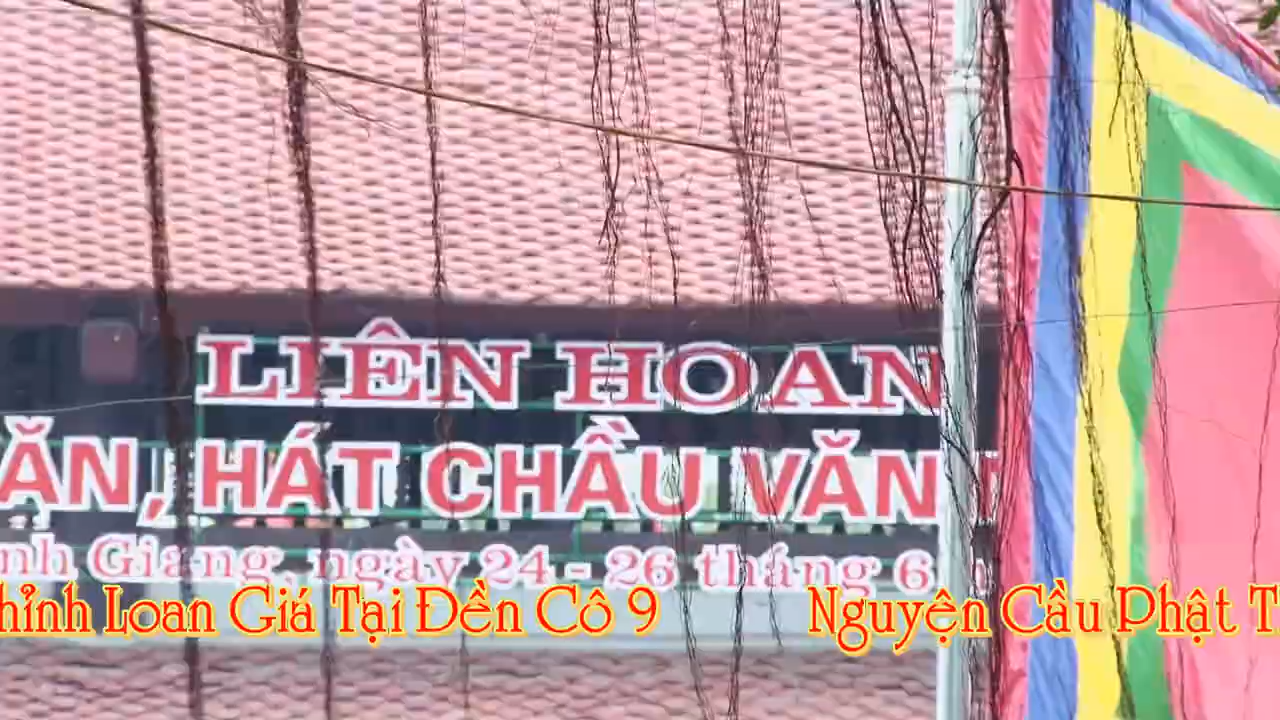 LIÊN HOAN
ĂN, HÁT CHẦU VĂN
Giang, ngày 24 - 26 tháng 6
hỉnh Loan Giá Tại Đền Cô 9 Nguyện Cầu Phật T